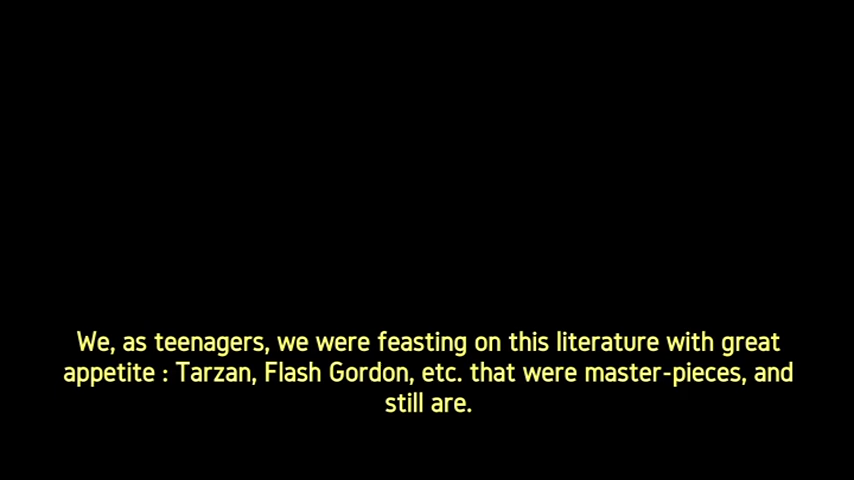 We, as teenagers, we were feasting on this literature with great
appetite : Tarzan, Flash Gordon, etc. that were master-pieces, and
still are.